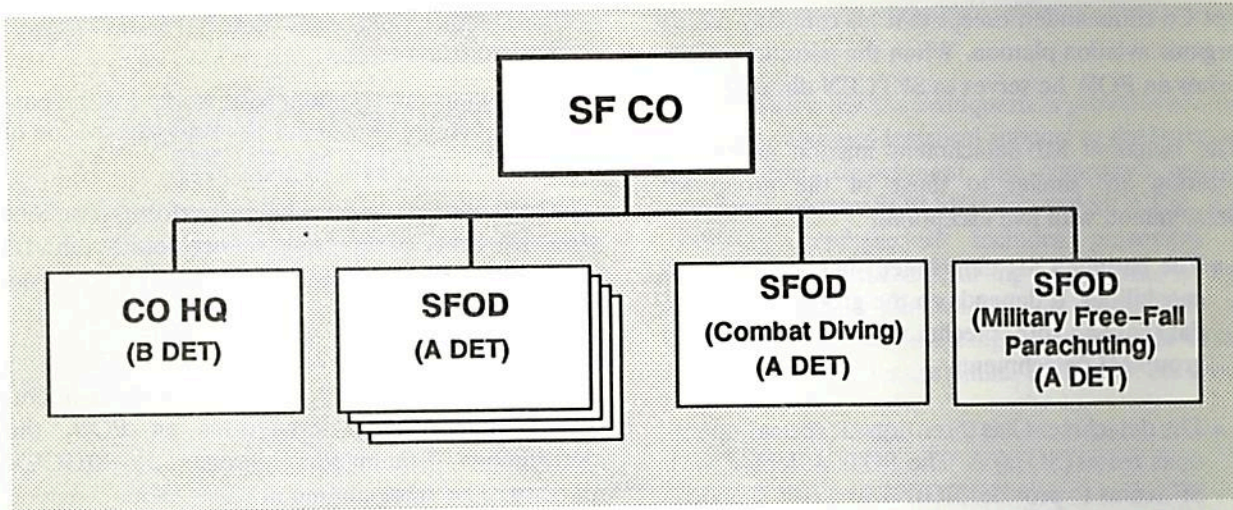 SF CO
CO HQ
(B DET)
SFOD
(A DET)
SFOD
(Combat Diving)
(A DET)
SFOD
(Military Free–Fall
Parachuting)
(A DET)